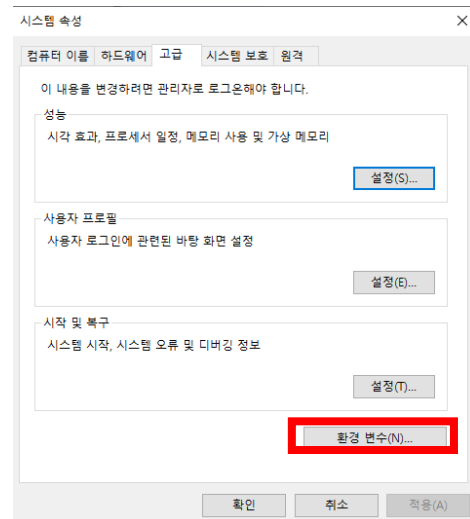 시스템 속성
컴퓨터 이름 하드웨어 고급 시스템 보호 원격
이 내용을 변경하려면 관리자로 로그온해야 합니다.
성능
시각 효과, 프로세서 일정, 메모리 사용 및 가상 메모리
설정(S)...
사용자 프로필
사용자 로그인에 관련된 바탕 화면 설정
설정(E)...
시작 및 복구
시스템 시작, 시스템 오류 및 디버깅 정보
설정(T)...
환경 변수(N)...
확인 취소 적용(A)